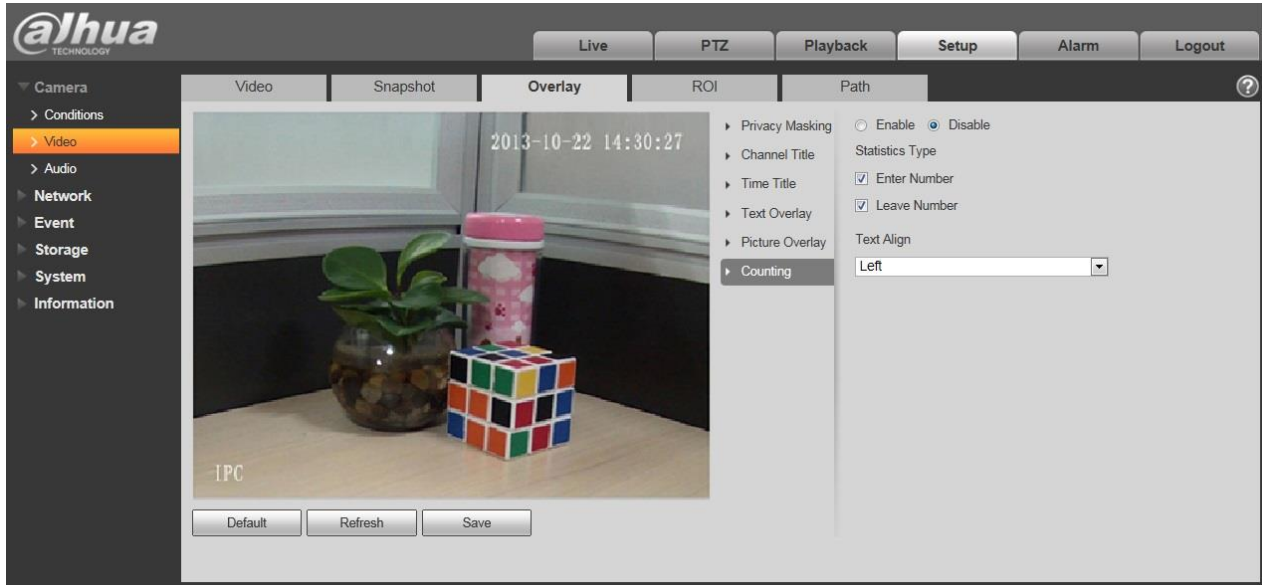 alhua
TECHNOLOGY
Live PTZ Playback Setup Alarm Logout
Camera
Conditions
Video
Audio
Network
Event
Storage
System
Information
Video Snapshot Overlay ROI Path
?
2013-10-22 14:30:27
IPC
Privacy Masking
Channel Title
Time Title
Text Overlay
Picture Overlay
Counting
Enable Disable
Statistics Type
Enter Number
Leave Number
Text Align
Left
Default Refresh Save